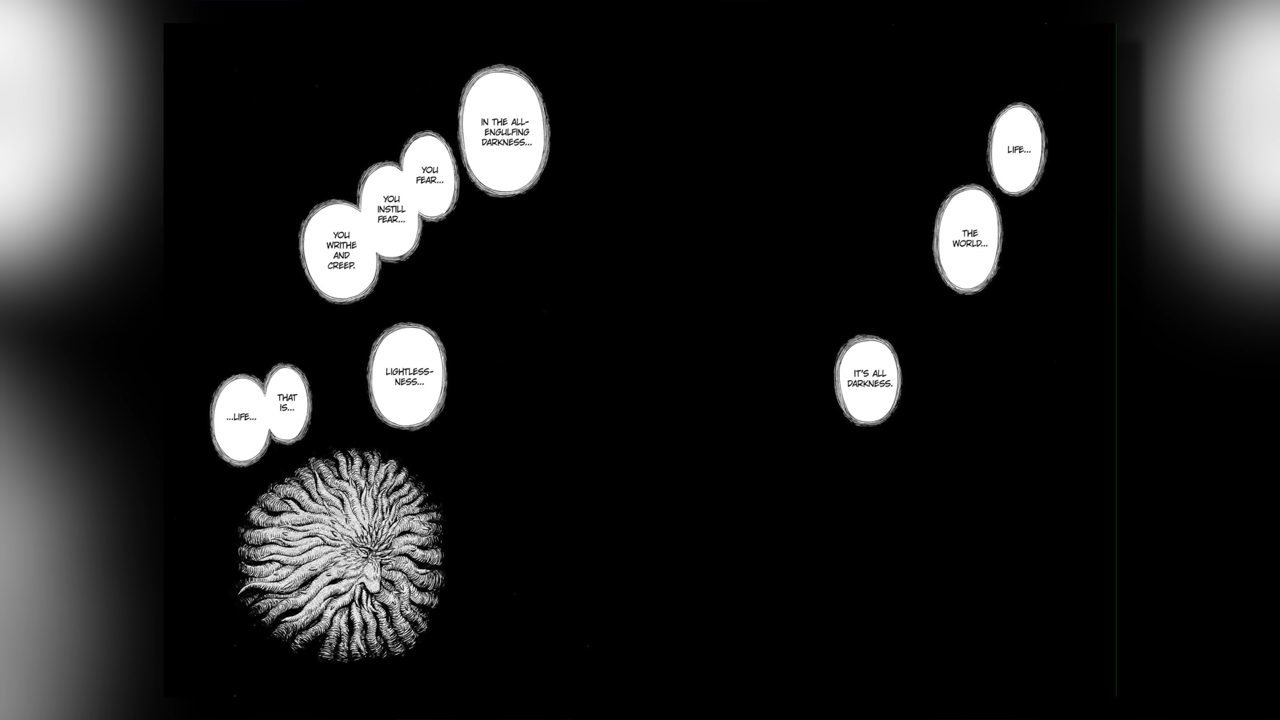 LIFE...
THE
WORLD...
IT'S ALL
DARKNESS.
IN THE ALL-
ENGULFING
DARKNESS...
YOU
FEAR...
YOU
INSTILL
FEAR...
YOU
WRITHE
AND
CREEP.
LIGHTLESS-
NESS...
THAT
IS...
...LIFE...